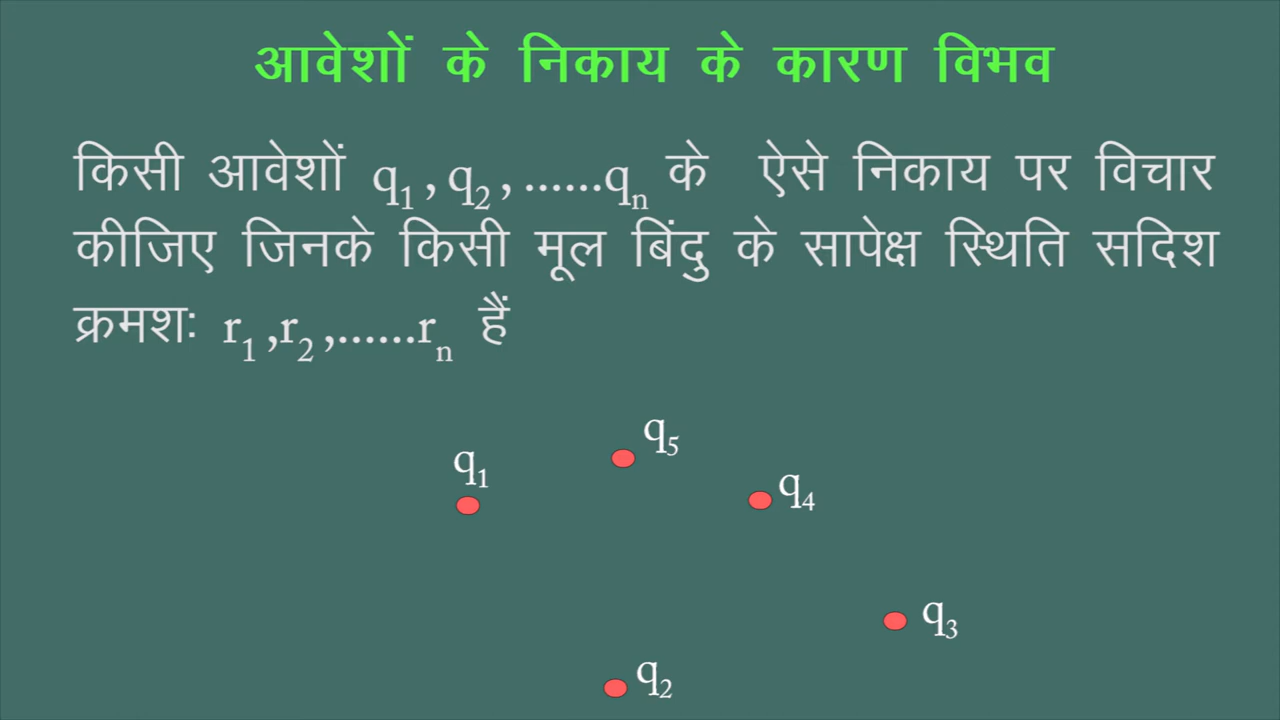 आवेशों के निकाय के कारण विभव
किसी आवेशों q₁, q₂, ......qₙ के ऐसे निकाय पर विचार
कीजिए जिनके किसी मूल बिंदु के सापेक्ष स्थिति सदिश
क्रमशः r₁,r₂,......rₙ हैं
q₅
q₁
q₄
q₃
q₂